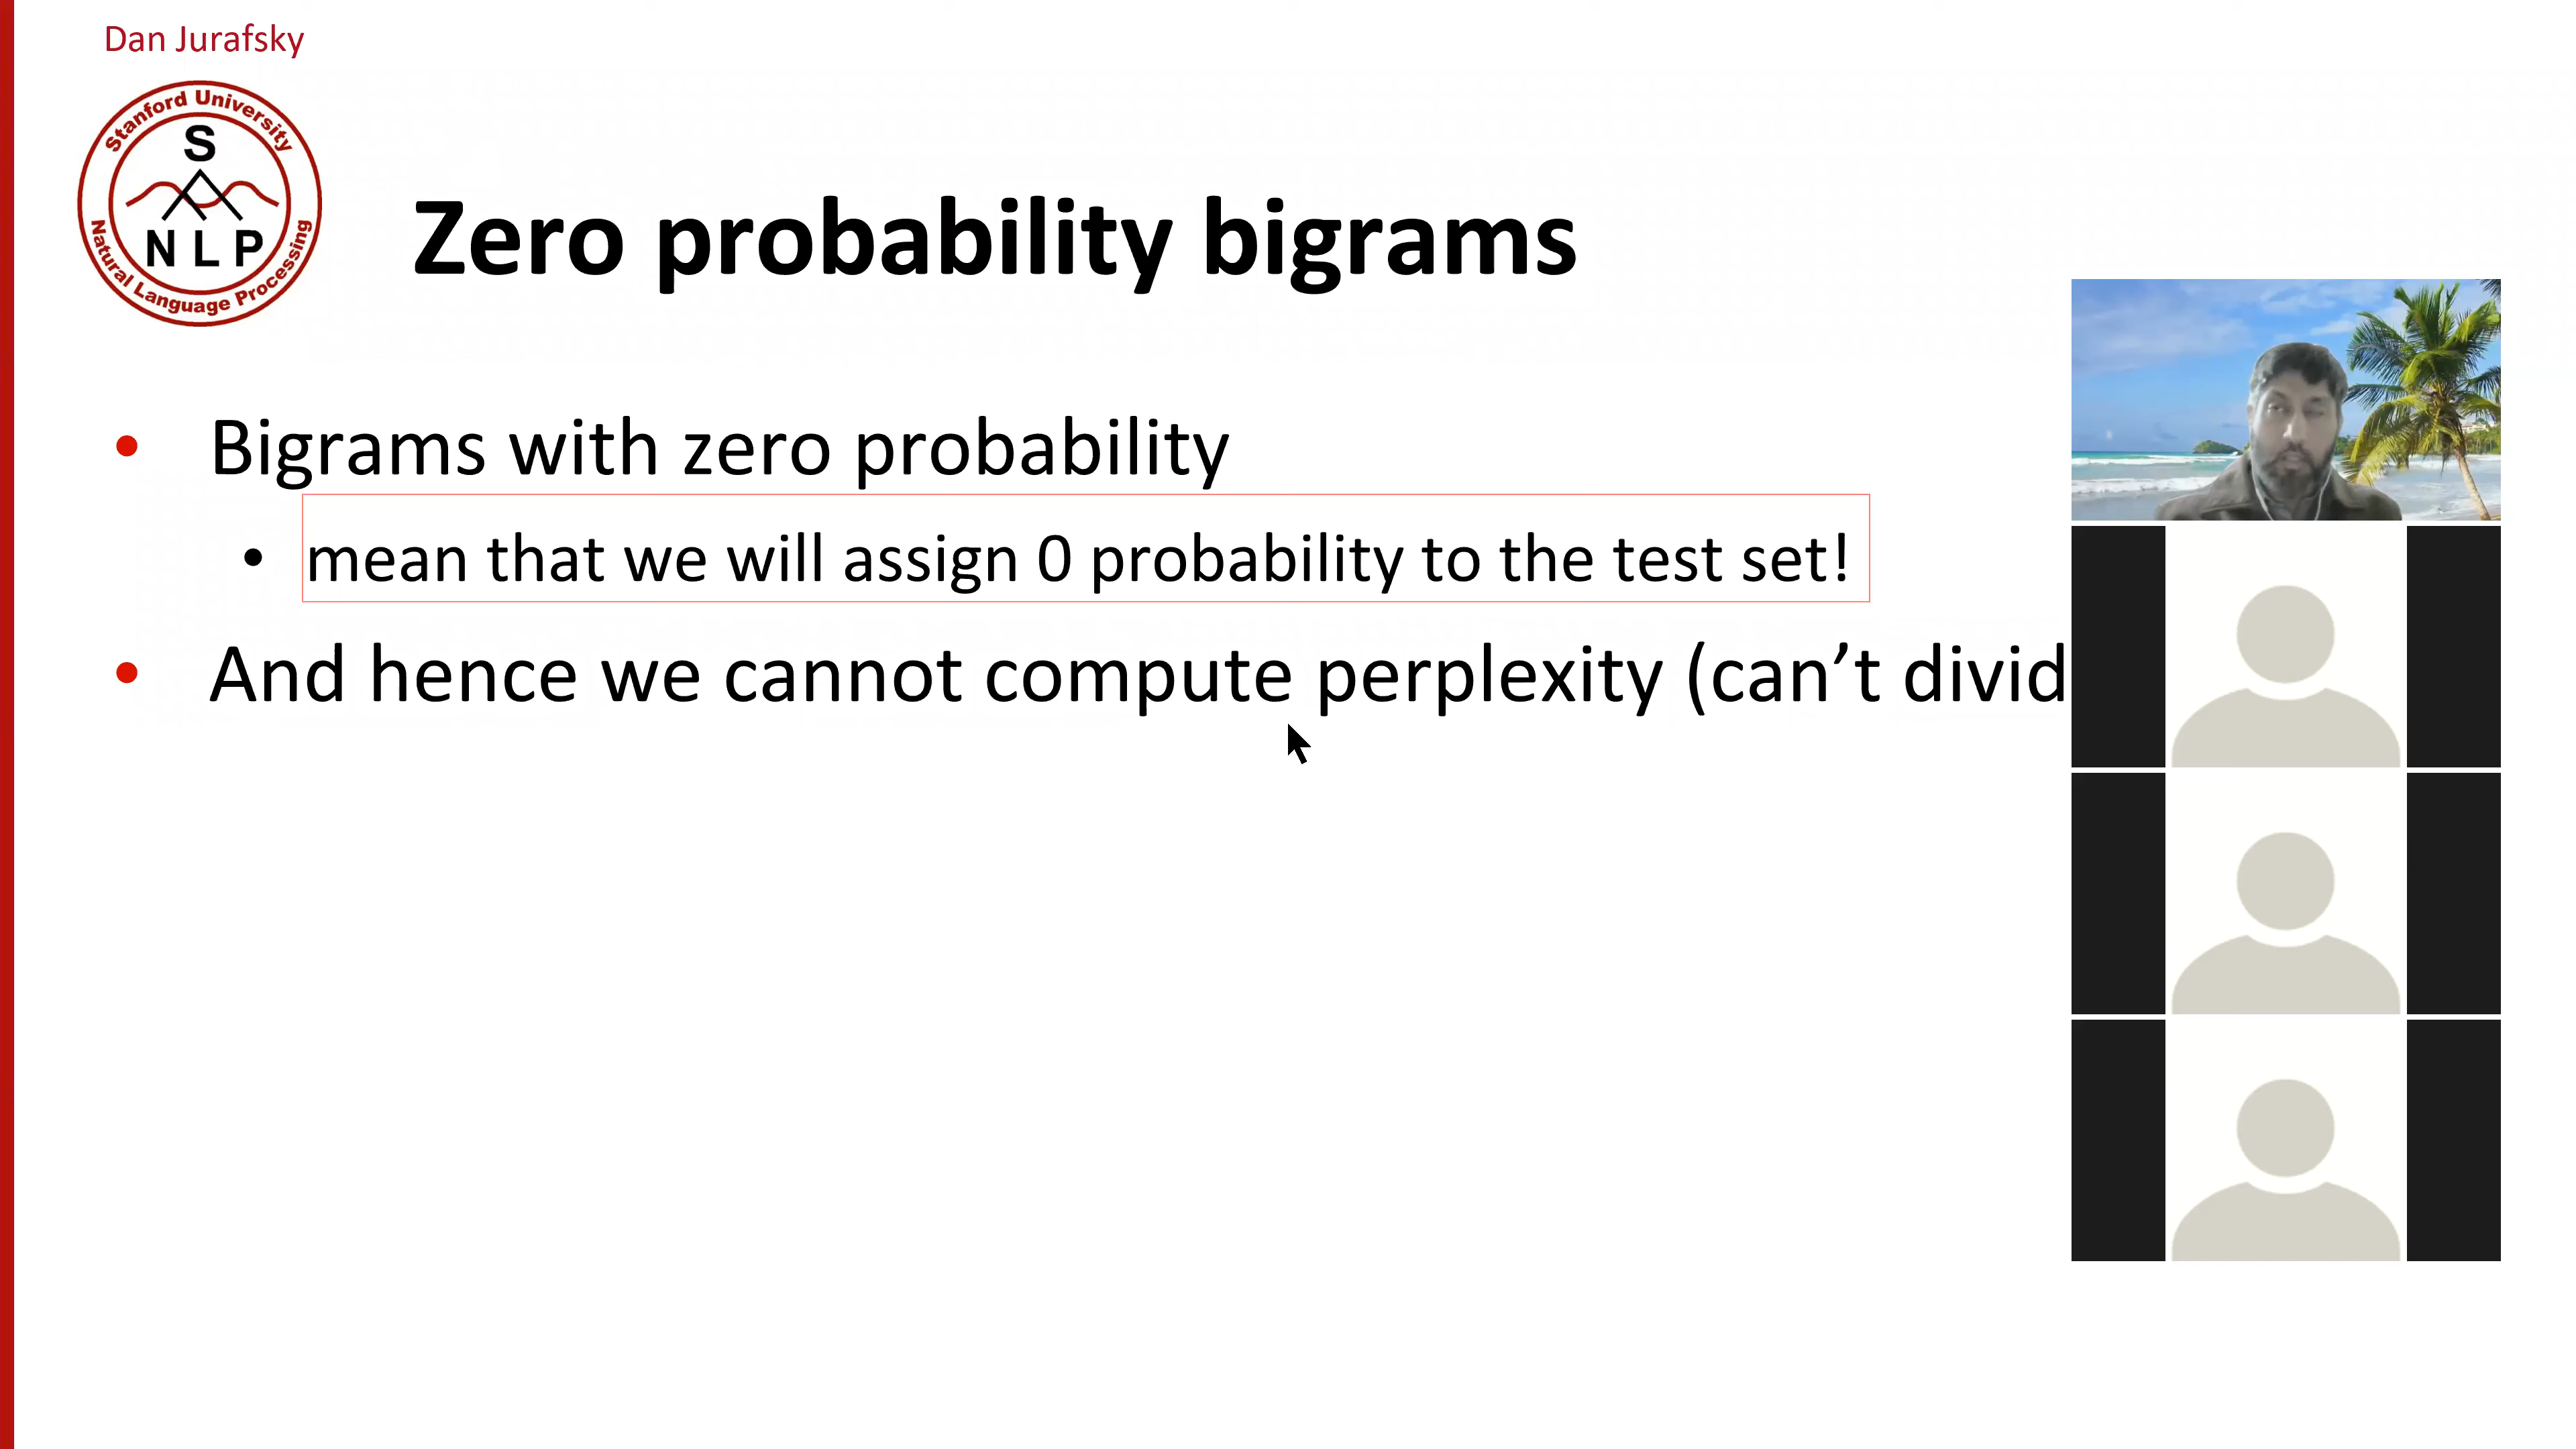 Dan Jurafsky
Stanford University
S
N L P
Natural Language Processing
Zero probability bigrams
• Bigrams with zero probability
• mean that we will assign 0 probability to the test set!
• And hence we cannot compute perplexity (can’t divid